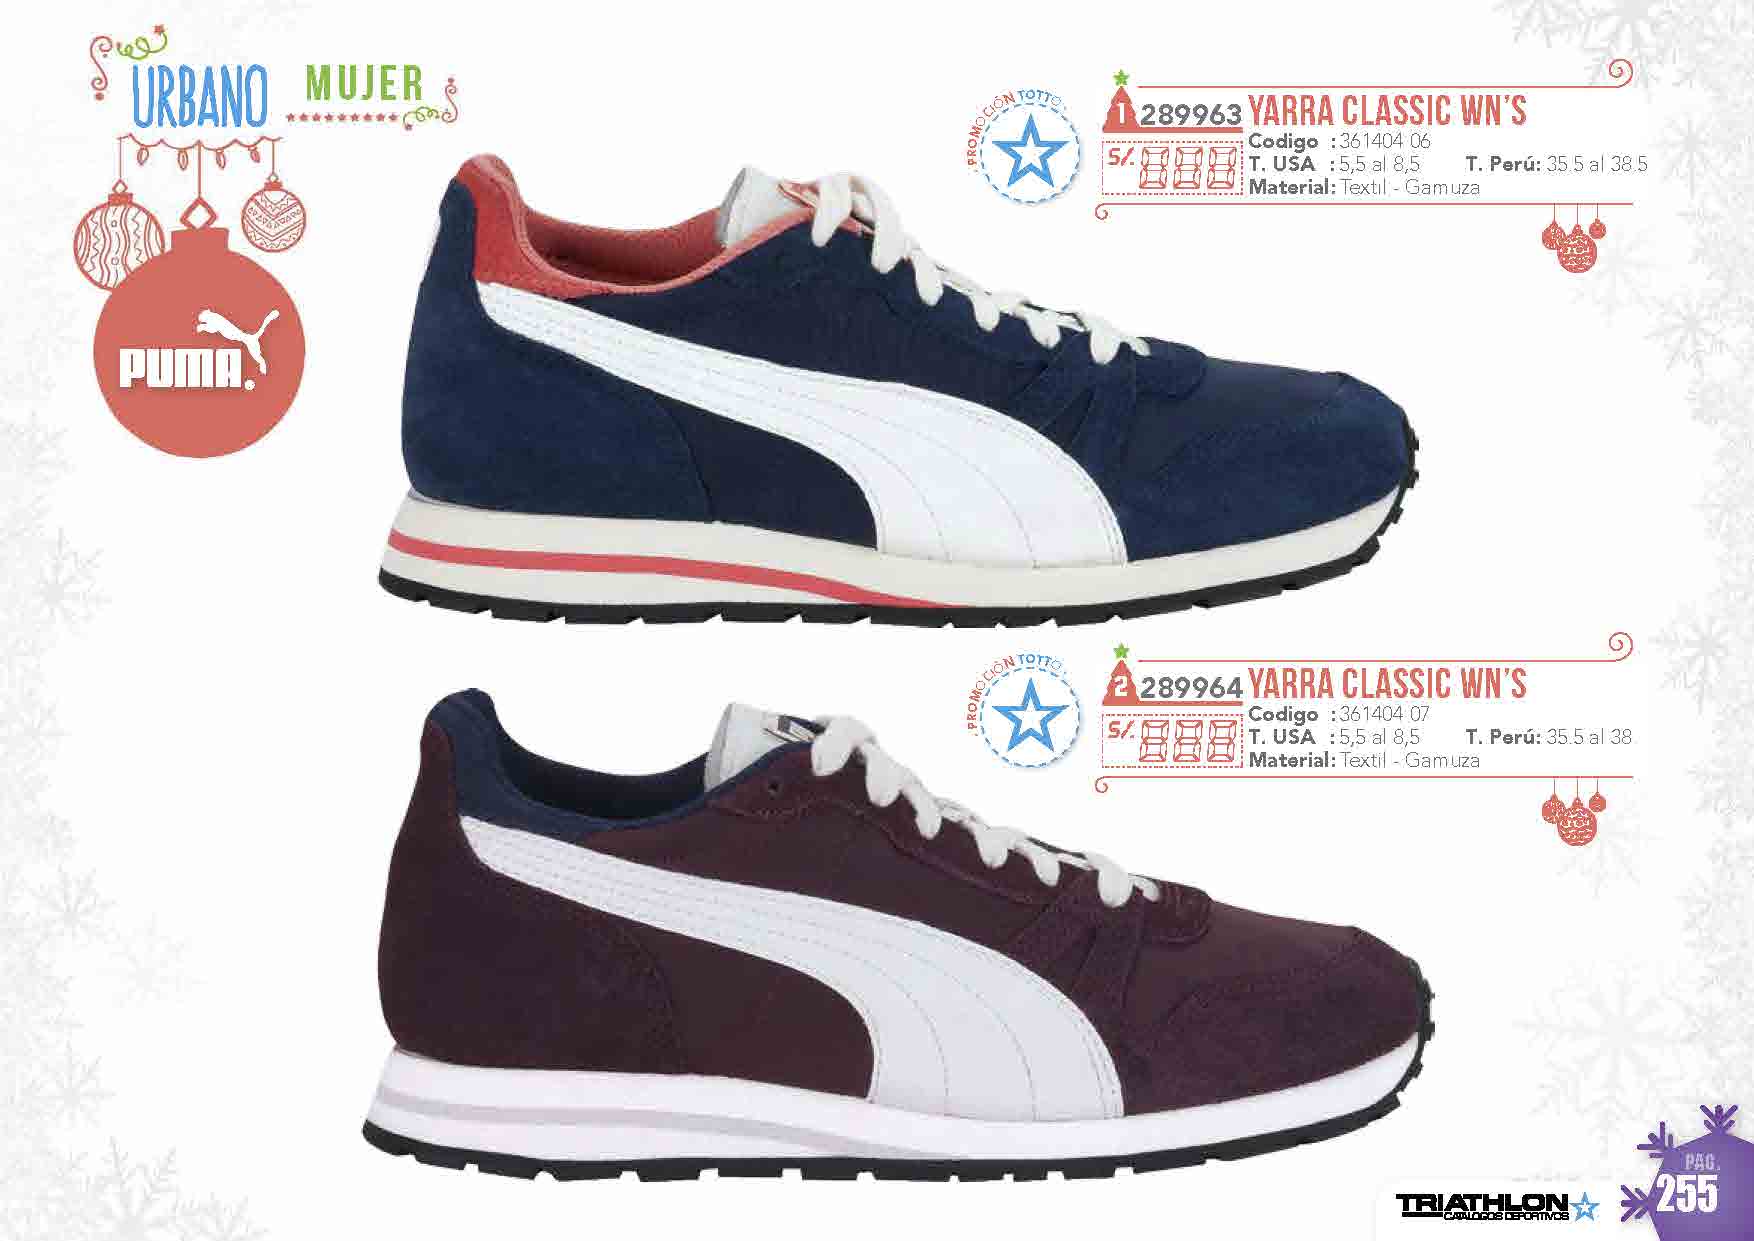 URBANO MUJER
PUMA.
PROMOCIÓN TOTTO
1 289963 YARRA CLASSIC WN'S
Codigo : 361404 06
S/. 888
T. USA : 5,5 al 8,5 T. Perú: 35.5 al 38.5
Material: Textil - Gamuza
PROMOCIÓN TOTTO
2 289964 YARRA CLASSIC WN'S
Codigo : 361404 07
S/. 888
T. USA : 5,5 al 8,5 T. Perú: 35.5 al 38
Material: Textil - Gamuza
PAG.
255
TRIATHLON
CATALOGOS DEPORTIVOS